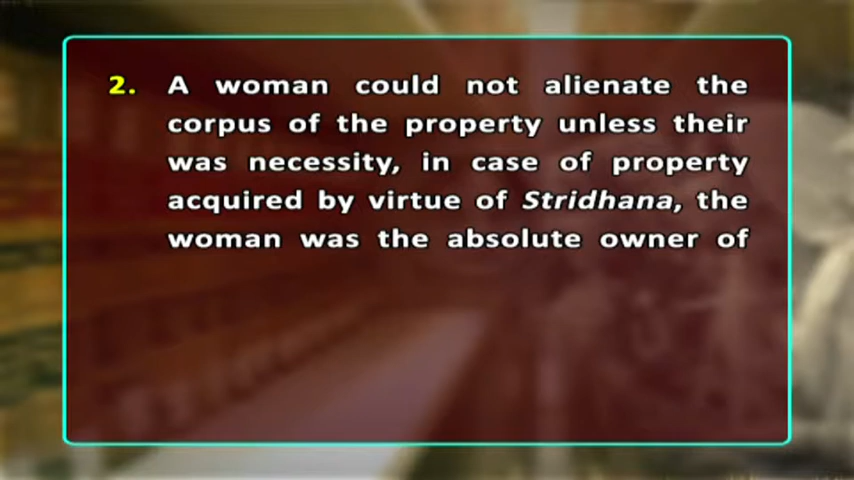 2. A woman could not alienate the
corpus of the property unless their
was necessity, in case of property
acquired by virtue of Stridhana, the
woman was the absolute owner of